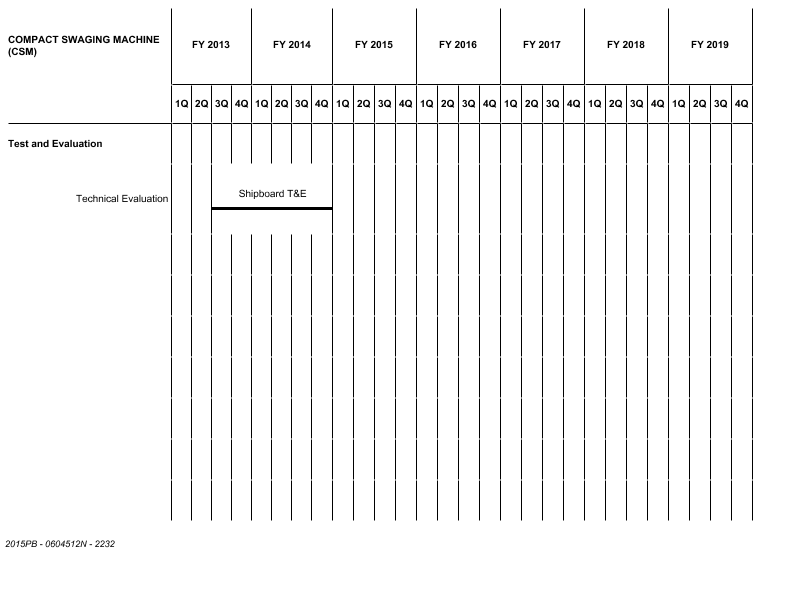 COMPACT SWAGING MACHINE
(CSM)
FY 2013 FY 2014 FY 2015 FY 2016 FY 2017 FY 2018 FY 2019
1Q 2Q 3Q 4Q 1Q 2Q 3Q 4Q 1Q 2Q 3Q 4Q 1Q 2Q 3Q 4Q 1Q 2Q 3Q 4Q 1Q 2Q 3Q 4Q 1Q 2Q 3Q 4Q
Test and Evaluation
Shipboard T&E
Technical Evaluation
2015PB - 0604512N - 2232